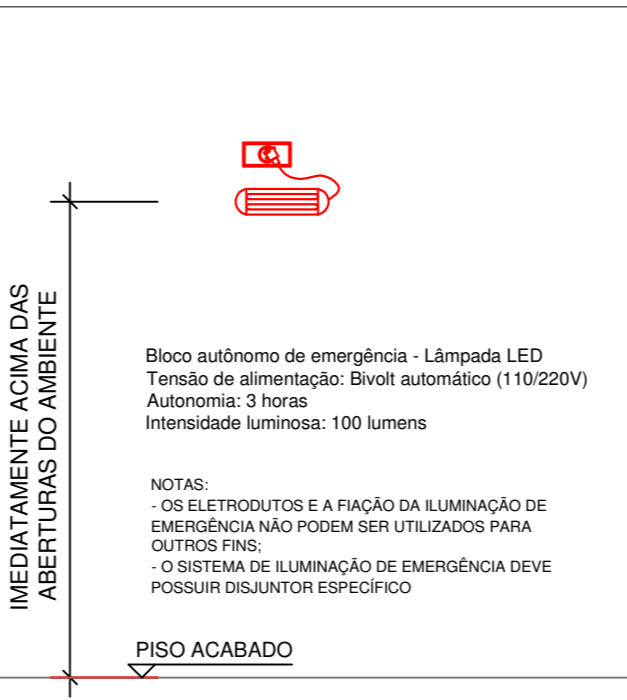 IMEDIATAMENTE ACIMA DAS
ABERTURAS DO AMBIENTE
Bloco autônomo de emergência - Lâmpada LED
Tensão de alimentação: Bivolt automático (110/220V)
Autonomia: 3 horas
Intensidade luminosa: 100 lumens
NOTAS:
- OS ELETRODUTOS E A FIAÇÃO DA ILUMINAÇÃO DE
EMERGÊNCIA NÃO PODEM SER UTILIZADOS PARA
OUTROS FINS;
- O SISTEMA DE ILUMINAÇÃO DE EMERGÊNCIA DEVE
POSSUIR DISJUNTOR ESPECÍFICO
PISO ACABADO